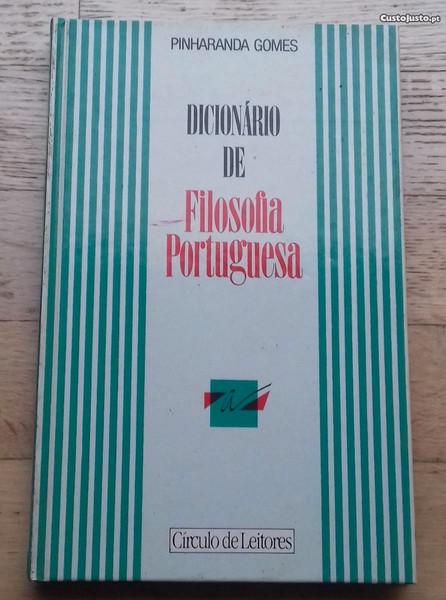 Custojusto.pt
PINHARANDA GOMES
DICIONÁRIO
DE
Filosofia
Portuguesa
a
Círculo de Leitores